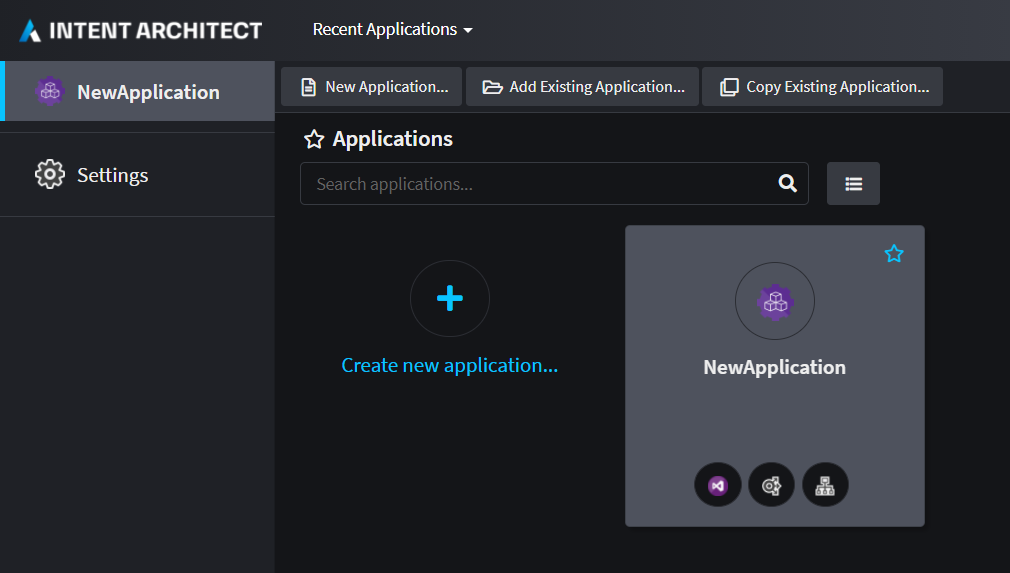 INTENT ARCHITECT
Recent Applications
NewApplication
Settings
New Application...
Add Existing Application...
Copy Existing Application...
Applications
Search applications...
Create new application...
NewApplication